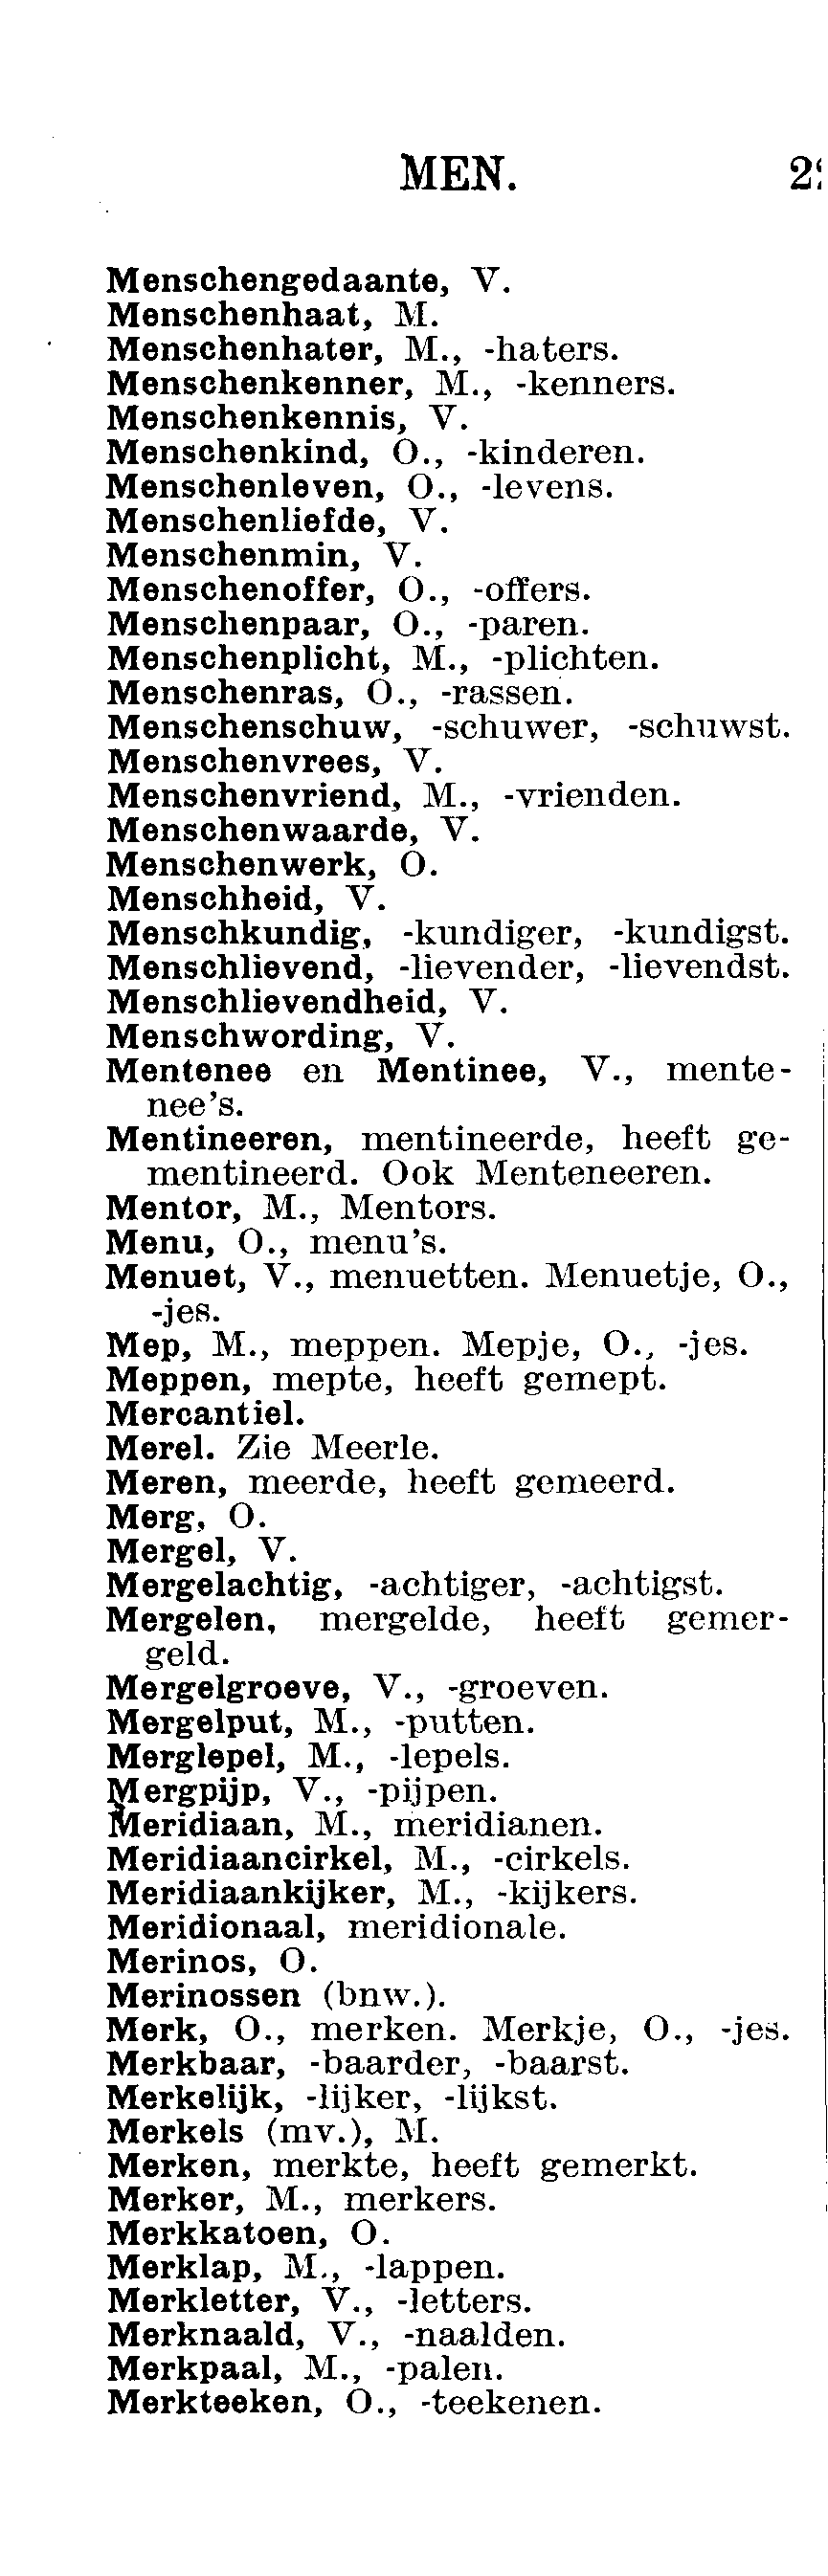 MEN.
Menschengedaante, V.
Menschenhaat, M.
Menschenhater, M., -haters.
Menschenkenner, M., -kenners.
Menschenkennis, V.
Menschenkind, O., -kinderen.
Menschenleven, O., -levens.
Menschenliefde, V.
Menschenmin, V.
Menschenoffer, O., -offers.
Menschenpaar, O., -paren.
Menschenplicht, M., -plichten.
Menschenras, O., -rassen.
Menschenschuw, -schuwer, -schuwst.
Menschenvrees, V.
Menschenvriend, M., -vrienden.
Menschenwaarde, V.
Menschenwerk, O.
Menschheid, V.
Menschkundig, -kundiger, -kundigst.
Menschlievend, -lievender, -lievendst.
Menschlievendheid, V.
Menschwording, V.
Mentenee en Mentinee, V., mente-
nee's.
Mentineeren, mentineerde, heeft ge-
mentineerd. Ook Menteneeren.
Mentor, M., Mentors.
Menu, O., menu's.
Menuet, V., menuetten. Menuetje, O.,
-jes.
Mep, M., meppen. Mepje, O., -jes.
Meppen, mepte, heeft gemept.
Mercantiel.
Merel. Zie Meerle.
Meren, meerde, heeft gemeerd.
Merg, O.
Mergel, V.
Mergelachtig, -achtiger, -achtigst.
Mergelen, mergelde, heeft gemer-
geld.
Mergelgroeve, V., -groeven.
Mergelput, M., -putten.
Merglepel, M., -lepels.
Mergpijp, V., -pijpen.
Meridiaan, M., meridianen.
Meridiaancirkel, M., -cirkels.
Meridiaankijker, M., -kijkers.
Meridionaal, meridionale.
Merinos, O.
Merinossen (bnw.).
Merk, O., merken. Merkje, O., -jes.
Merkbaar, -baarder, -baarst.
Merkelijk, -lijker, -lijkst.
Merkels (mv.), M.
Merken, merkte, heeft gemerkt.
Merker, M., merkers.
Merkkatoen, O.
Merklap, M., -lappen.
Merkletter, V., -letters.
Merknaald, V., -naalden.
Merkpaal, M., -palen.
Merkteeken, O., -teekenen.